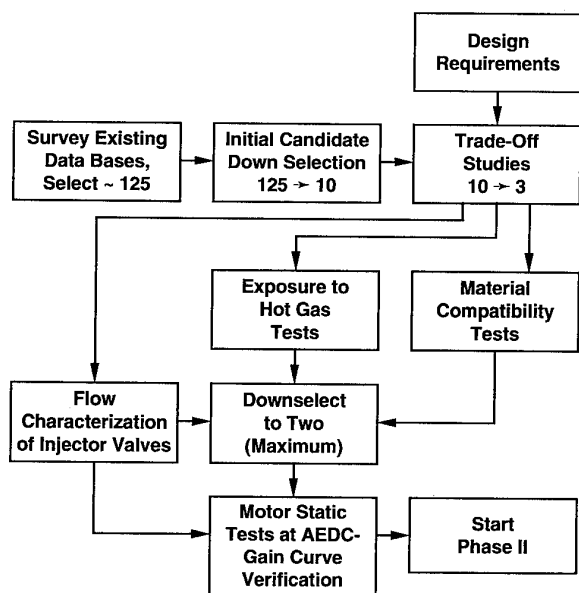 Design
Requirements
Survey Existing
Data Bases,
Select ~ 125
Initial Candidate
Down Selection
125 → 10
Trade-Off
Studies
10 → 3
Exposure to
Hot Gas
Tests
Material
Compatibility
Tests
Flow
Characterization
of Injector Valves
Downselect
to Two
(Maximum)
Motor Static
Tests at AEDC-
Gain Curve
Verification
Start
Phase II